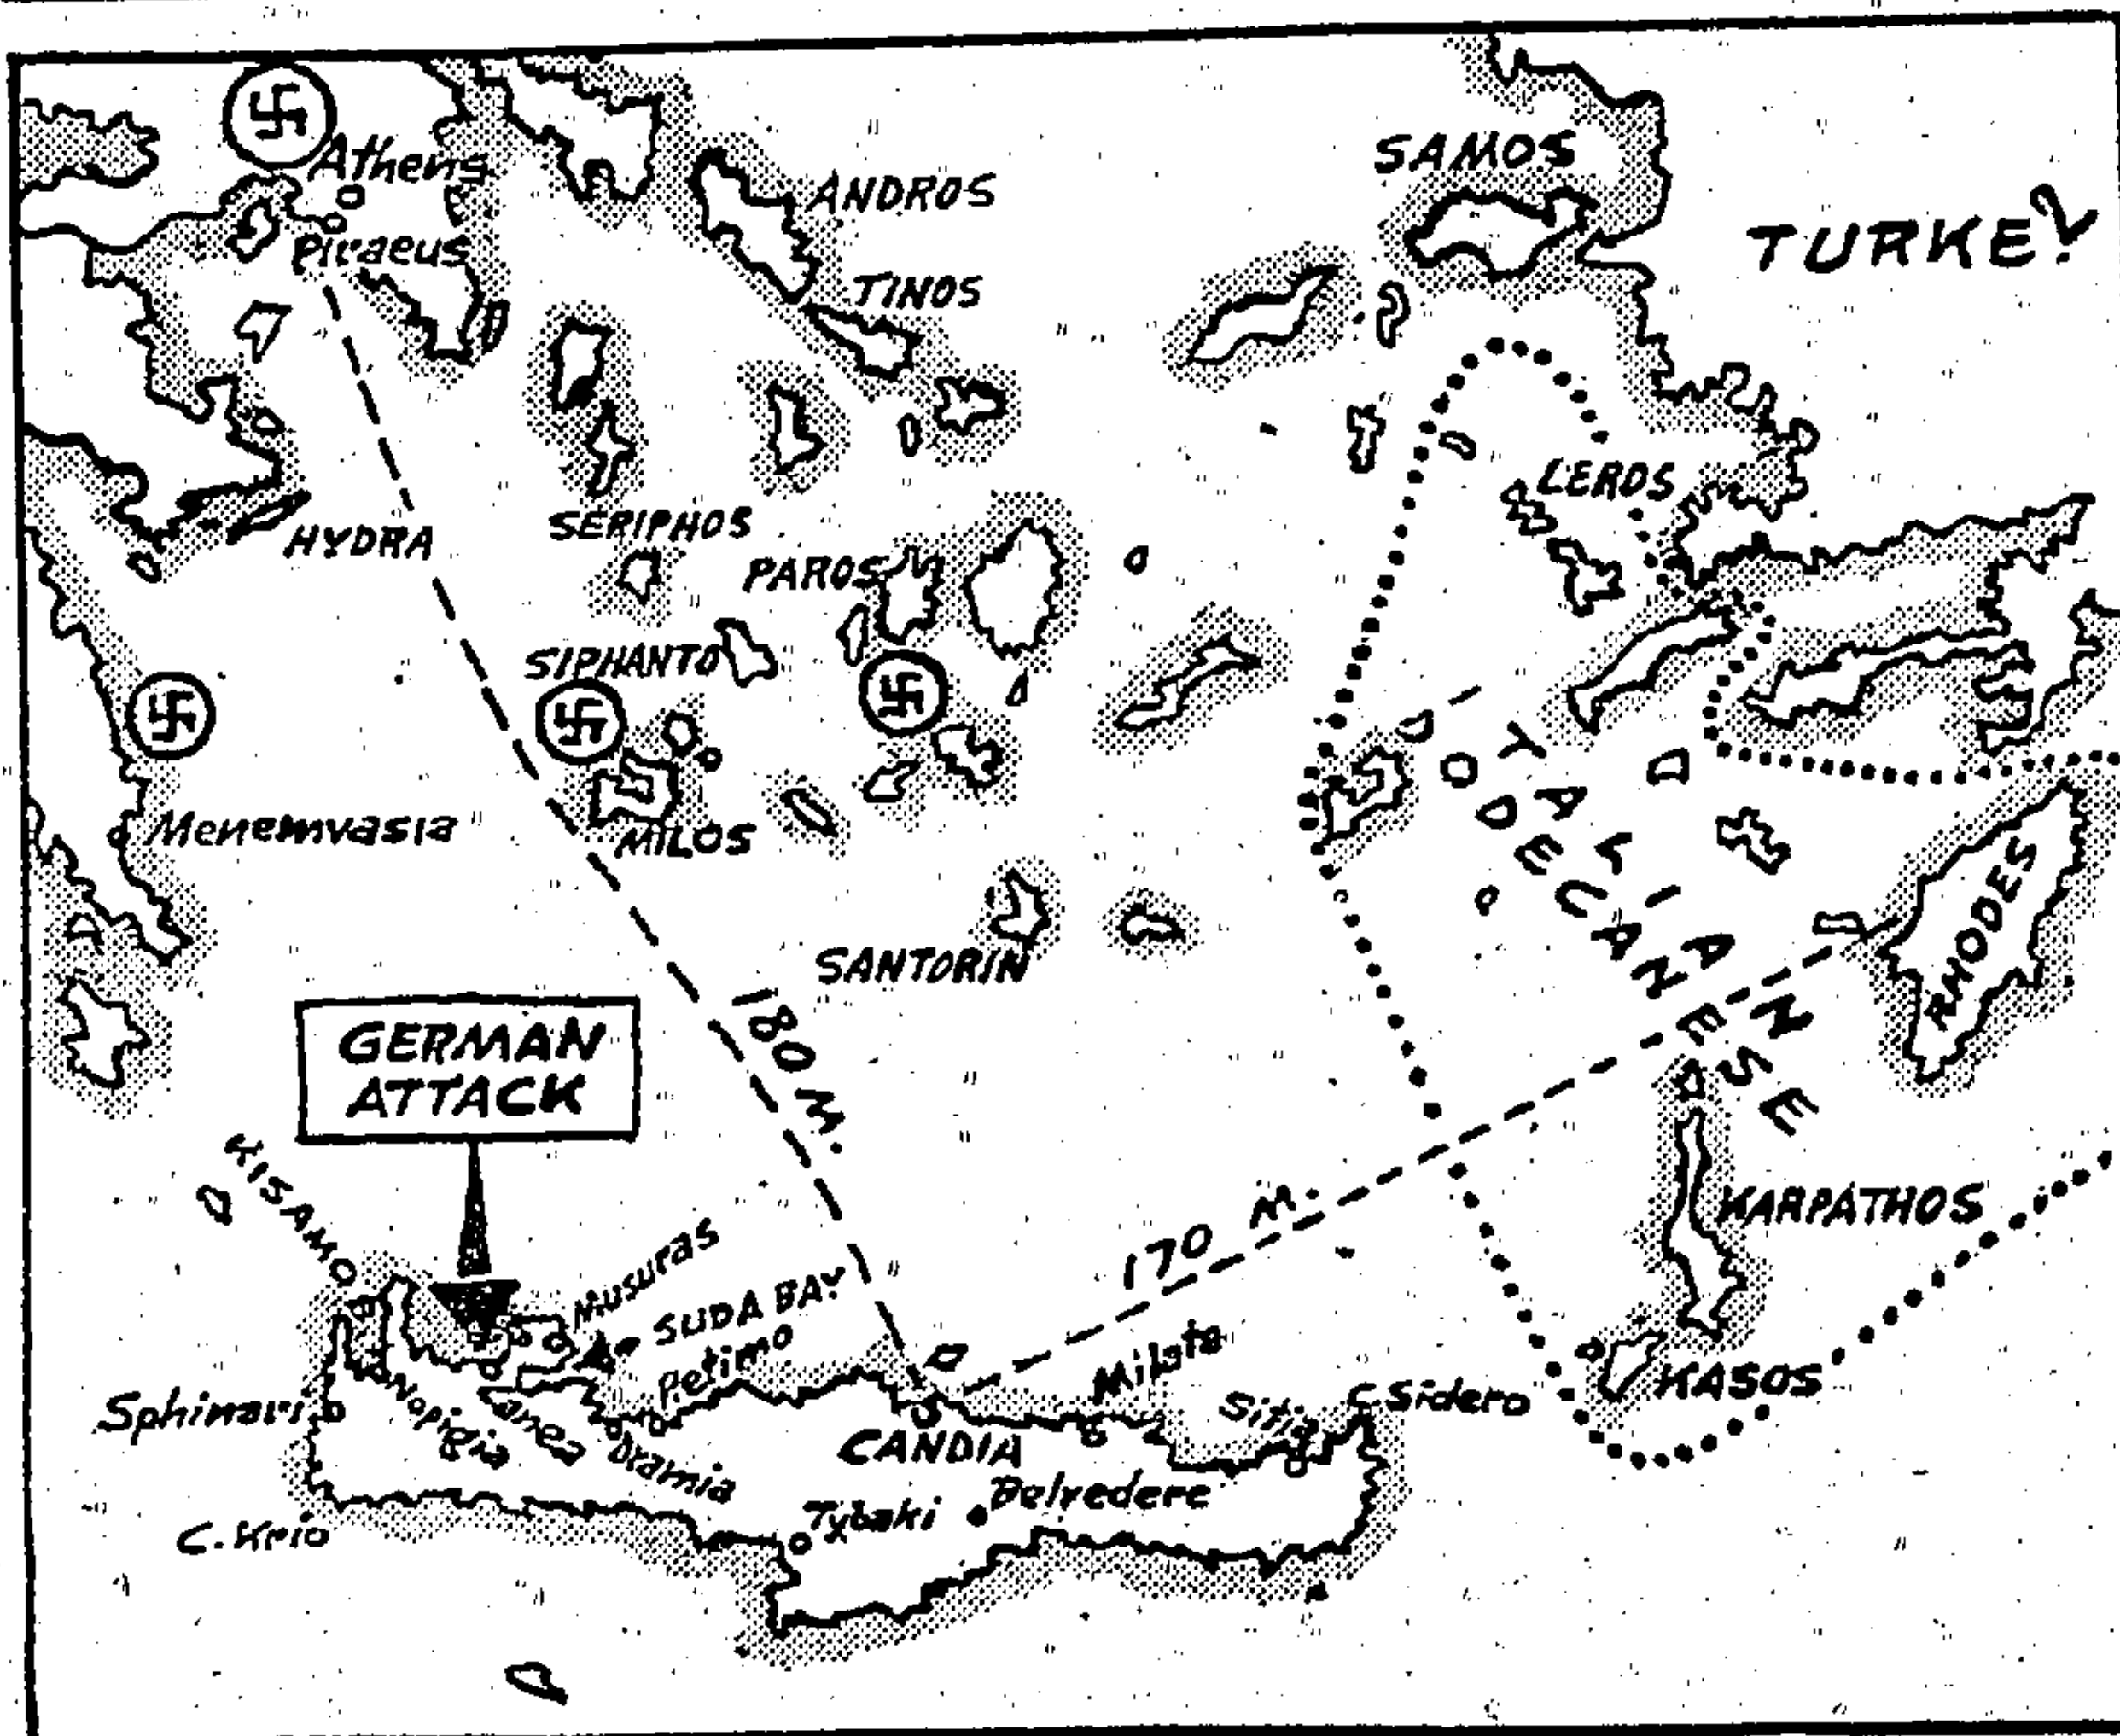 Athens
Piraeus
ANDROS
TINOS
SAMOS
TURKEY
HYDRA
SERIPHOS
PAROS
LEROS
SIPHANTO
MILOS
Menemvasia
SANTORIN
ITALIAN
DODECANESE
RHODES
GERMAN
ATTACK
180 M.
170 M.
KARPATHOS
KASOS
KISAMO
Musuras
SUDA BAY
Retimo
Milata
Sitia
C. Sidero
Sphinari
Nopigia
Canea
Dramia
CANDIA
Belvedere
Tybaki
C. Krio